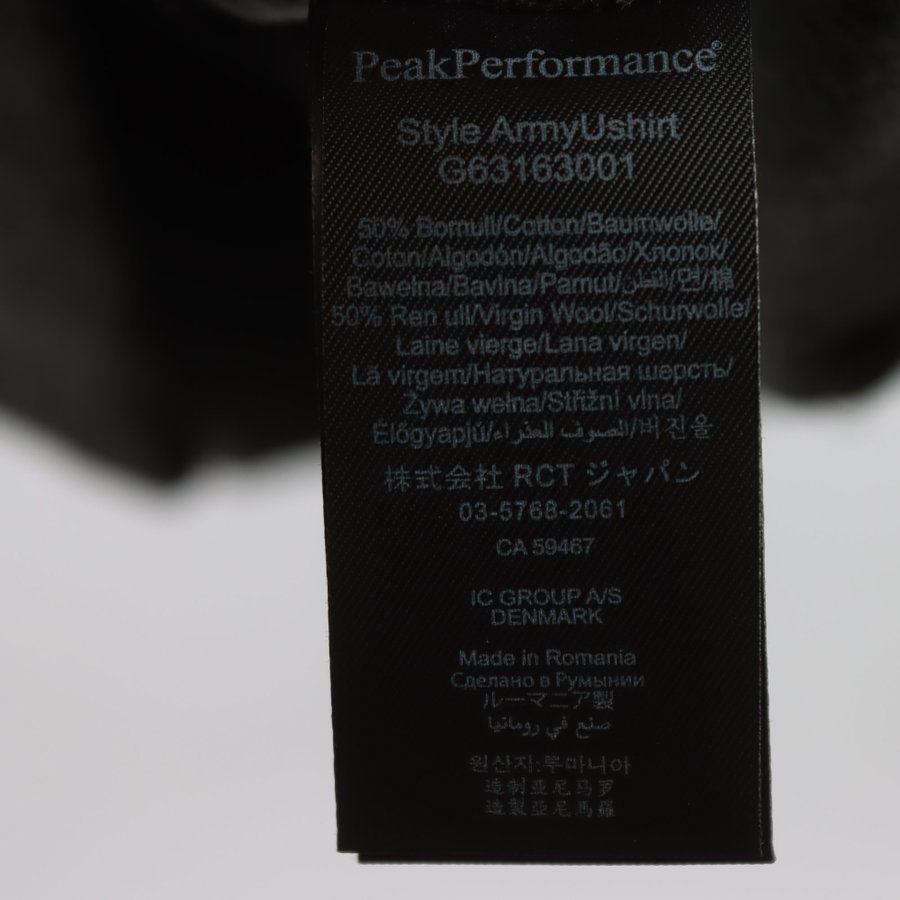 PeakPerformance®
Style ArmyUshirt
G63163001
50% Bomull/Cotton/Baumwolle/
Coton/Algodón/Algodão/Хлопок/
Bawełna/Bavlna/Pamut/القطن/면/棉
50% Ren ull/Virgin Wool/Schurwolle/
Laine vierge/Lana virgen/
Lã virgem/Натуральная шерсть/
Żywa wełna/Střižní vlna/
Élőgyapjú/الصوف العذراء/버진울
株式会社 RCT ジャパン
03-5768-2061
CA 59467
IC GROUP A/S
DENMARK
Made in Romania
Сделано в Румынии
ルーマニア製
صنع في رومانيا
원산지:루마니아
造制亚尼马罗
造製亞尼馬羅